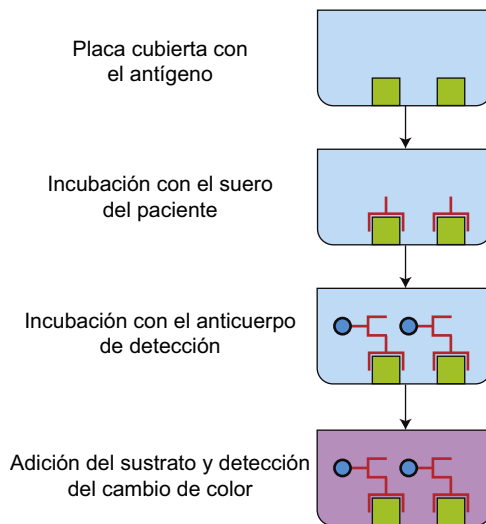 Placa cubierta con
el antígeno
Incubación con el suero
del paciente
Incubación con el anticuerpo
de detección
Adición del sustrato y detección
del cambio de color